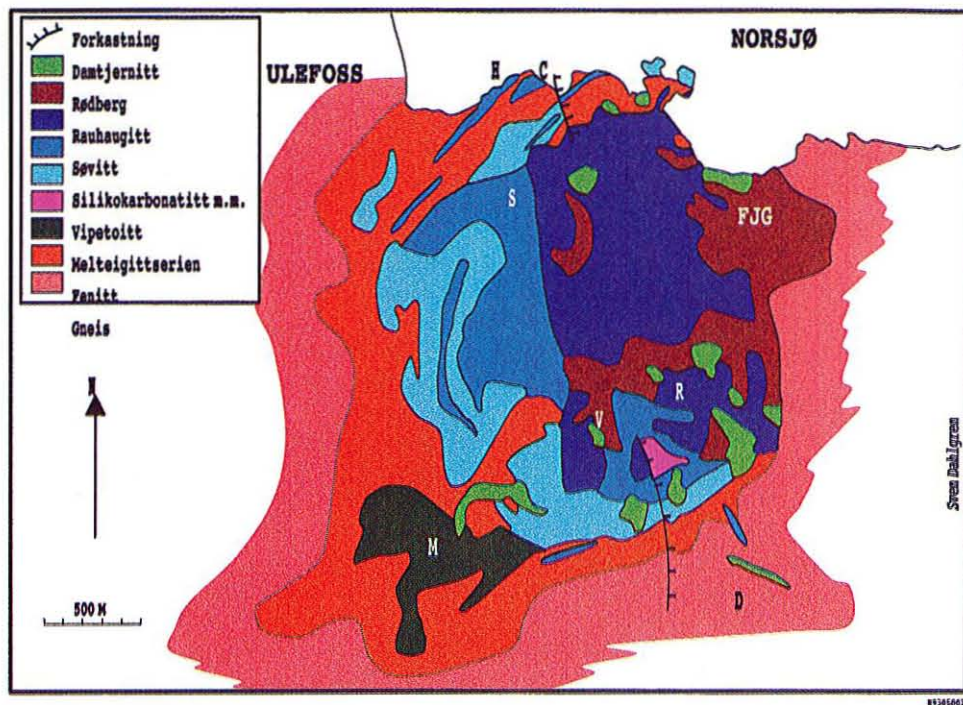 Forkastning
Damtjernitt
Rødberg
Rauhaugitt
Søvitt
Silikokarbonatitt m.m.
Vipetoitt
Melteigittserien
Fenitt
Gneis
ULEFOSS
NORSJØ
H
C
S
FJG
R
V
M
D
N
500 M
Sven Dahlgren